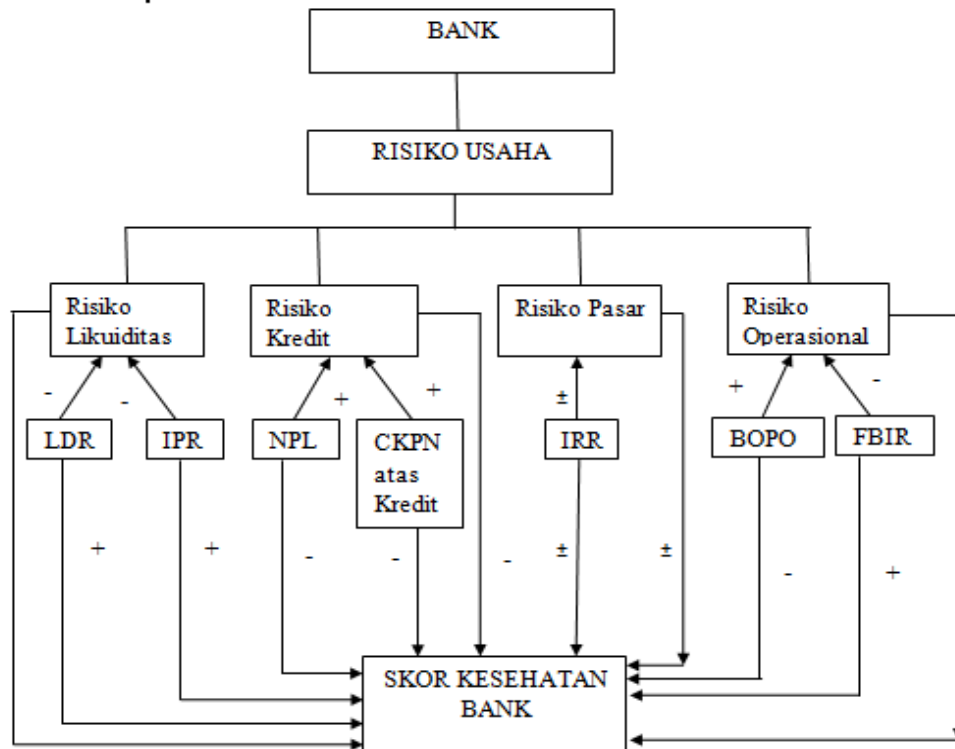 BANK
RISIKO USAHA
Risiko
Likuiditas
Risiko
Kredit
Risiko Pasar
Risiko
Operasional
-
-
+
+
±
+
-
LDR
IPR
NPL
CKPN
atas
Kredit
IRR
BOPO
FBIR
+
+
-
-
-
±
±
-
+
SKOR KESEHATAN
BANK